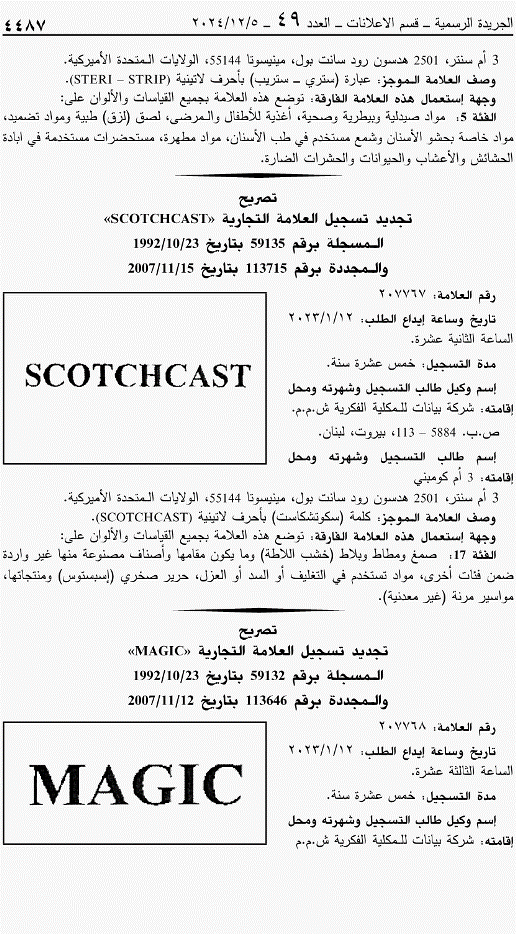 الجريدة الرسمية ــ قسم الاعلانات ــ العدد ٤٩ ــ ٢٠٢٤/١٢/٥
٤٤٨٧
3 أم سنتر، 2501 هدسون رود سانت بول، مينيسوتا 55144، الولايات المتحدة الأميركية.
وصف العلامة الموجز: عبارة (ستري ــ ستريب) بأحرف لاتينية (STERI – STRIP).
وجهة إستعمال هذه العلامة الفارقة: نوضع هذه العلامة بجميع القياسات والألوان على:
الفئة 5: مواد صيدلية وبيطرية وصحية، أغذية للأطفال والمرضى، لصق (لزق) طبية ومواد تضميد،
مواد خاصة بحشو الأسنان وشمع مستخدم في طب الأسنان، مواد مطهرة، مستحضرات مستخدمة في ابادة
الحشائش والأعشاب والحيوانات والحشرات الضارة.
تصريح
تجديد تسجيل العلامة التجارية «SCOTCHCAST»
المسجلة برقم 59135 بتاريخ 1992/10/23
والمجددة برقم 113715 بتاريخ 2007/11/15
رقم العلامة: ٢٠٧٧٦٧
تاريخ وساعة إيداع الطلب: ٢٠٢٣/١/١٢
الساعة الثانية عشرة.
مدة التسجيل: خمس عشرة سنة.
إسم وكيل طالب التسجيل وشهرته ومحل
إقامته: شركة بيانات للمكلية الفكرية ش.م.م.
ص.ب. 5884 – 113، بيروت، لبنان.
إسم طالب التسجيل وشهرته ومحل
إقامته: 3 أم كومبني
SCOTCHCAST
3 أم سنتر، 2501 هدسون رود سانت بول، مينيسوتا 55144، الولايات المتحدة الأميركية.
وصف العلامة الموجز: كلمة (سكوتشكاست) بأحرف لاتينية (SCOTCHCAST).
وجهة إستعمال هذه العلامة الفارقة: نوضع هذه العلامة بجميع القياسات والألوان على:
الفئة 17: صمغ ومطاط وبلاط (خشب اللاطة) وما يكون مقامها وأصناف مصنوعة منها غير واردة
ضمن فئات أخرى، مواد تستخدم في التغليف أو السد أو العزل، حرير صخري (إسبستوس) ومنتجاتها،
مواسير مرنة (غير معدنية).
تصريح
تجديد تسجيل العلامة التجارية «MAGIC»
المسجلة برقم 59132 بتاريخ 1992/10/23
والمجددة برقم 113646 بتاريخ 2007/11/12
رقم العلامة: ٢٠٧٧٦٨
تاريخ وساعة إيداع الطلب: ٢٠٢٣/١/١٢
الساعة الثالثة عشرة.
مدة التسجيل: خمس عشرة سنة.
إسم وكيل طالب التسجيل وشهرته ومحل
إقامته: شركة بيانات للمكلية الفكرية ش.م.م
MAGIC